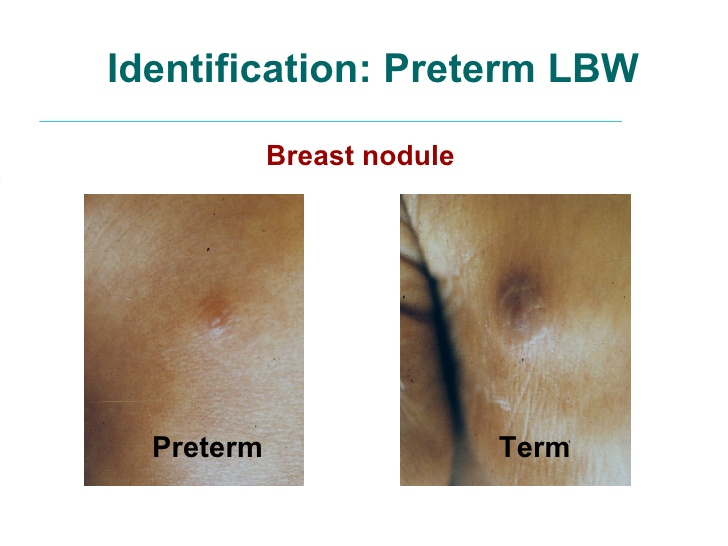 Identification: Preterm LBW
Breast nodule
Preterm
Term